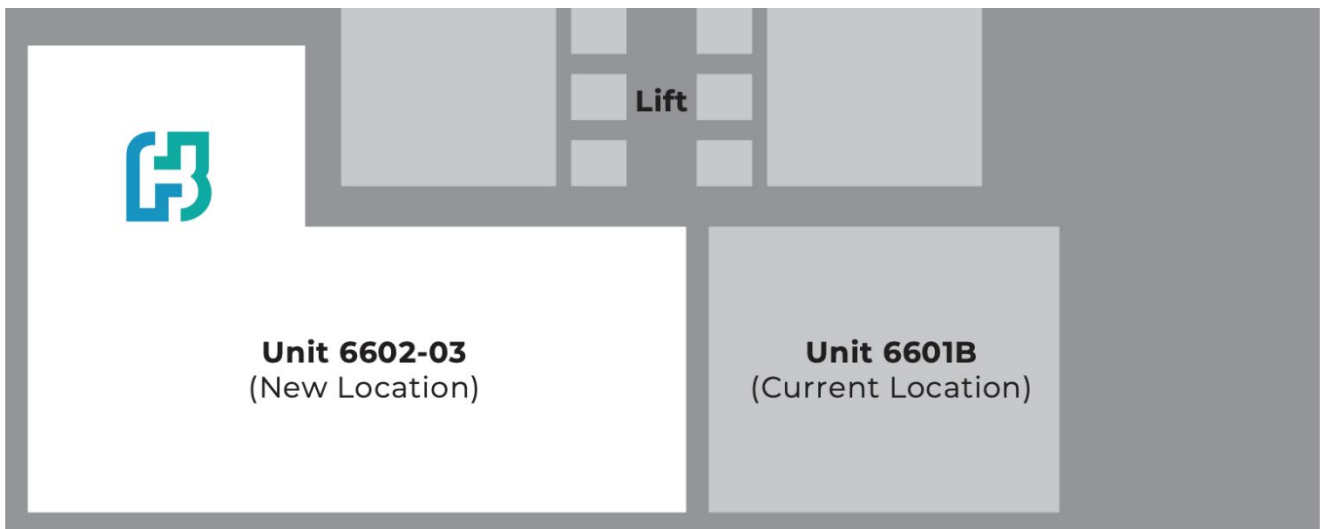 Lift
Unit 6602-03
(New Location)
Unit 6601B
(Current Location)